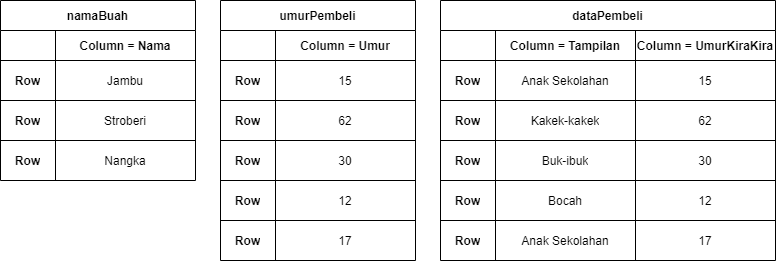 namaBuah
Column = Nama
Row Jambu
Row Stroberi
Row Nangka
umurPembeli
Column = Umur
Row 15
Row 62
Row 30
Row 12
Row 17
dataPembeli
Column = Tampilan Column = UmurKiraKira
Row Anak Sekolahan 15
Row Kakek-kakek 62
Row Buk-ibuk 30
Row Bocah 12
Row Anak Sekolahan 17